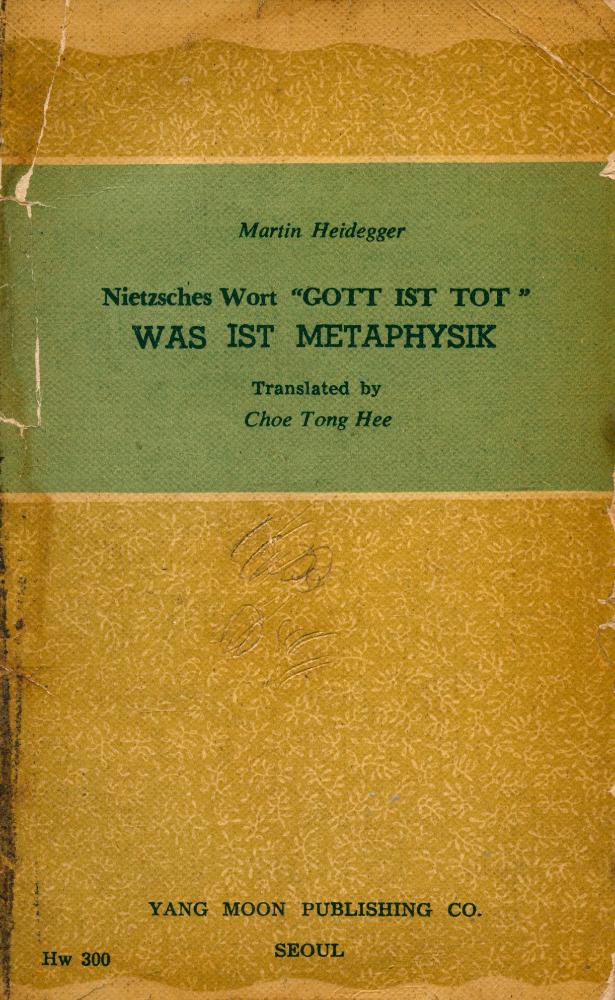 Martin Heidegger
Nietzsches Wort “GOTT IST TOT”
WAS IST METAPHYSIK
Translated by
Choe Tong Hee
YANG MOON PUBLISHING CO.
SEOUL
Hw 300